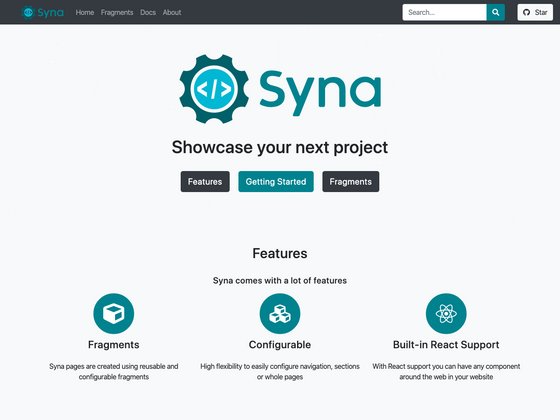 Syna
Home Fragments Docs About
Search...
Star
</> Syna
Showcase your next project
Features Getting Started Fragments
Features
Syna comes with a lot of features
Fragments
Syna pages are created using reusable and
configurable fragments
Configurable
High flexibility to easily configure navigation, sections
or whole pages
Built-in React Support
With React support you can have any component
around the web in your website